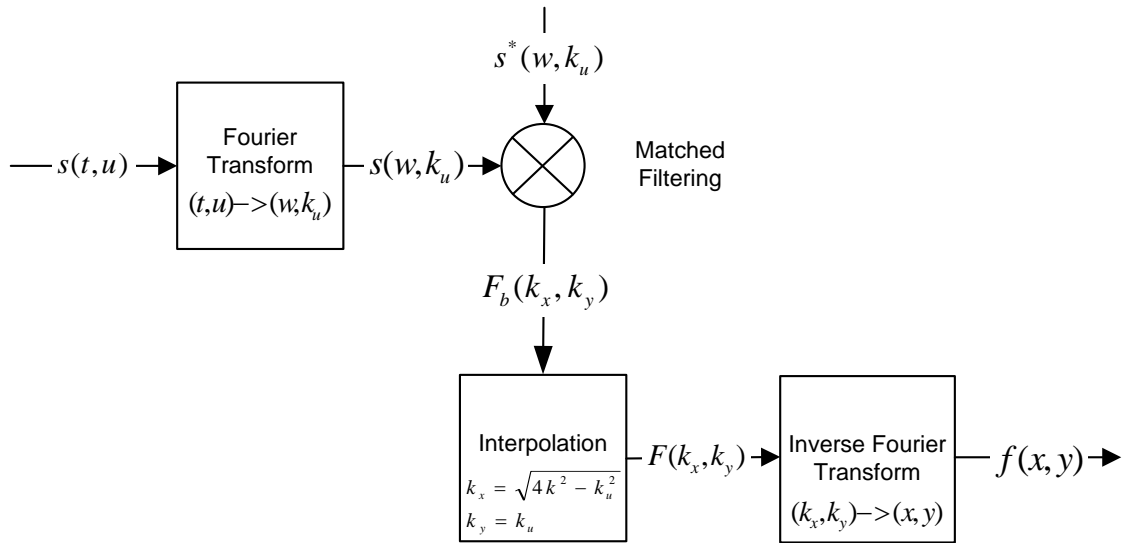 s*(w,k_u)
Fourier
Transform
(t,u)−>(w,k_u)
s(t,u)
s(w,k_u)
Matched
Filtering
F_b(k_x,k_y)
Interpolation
k_x = √(4k² − k_u²)
k_y = k_u
F(k_x,k_y)
Inverse Fourier
Transform
(k_x,k_y)−>(x,y)
f(x,y)